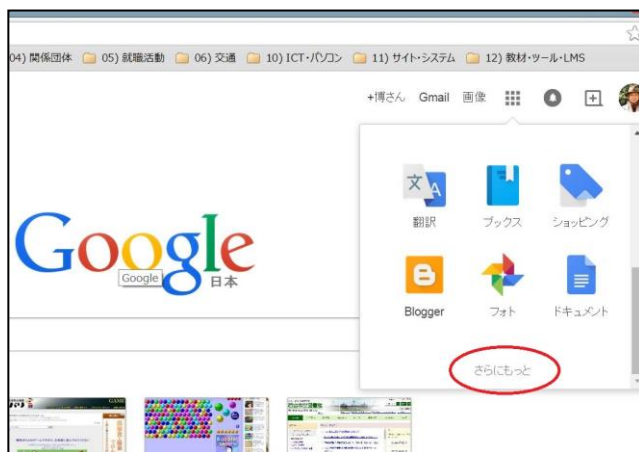 04) 関係団体 05) 就職活動 06) 交通 10) ICT・パソコン 11) サイト・システム 12) 教材・ツール・LMS
+博さん Gmail 画像
翻訳 ブックス ショッピング
Google
Google
日本
Blogger フォト ドキュメント
さらにもっと
GAME